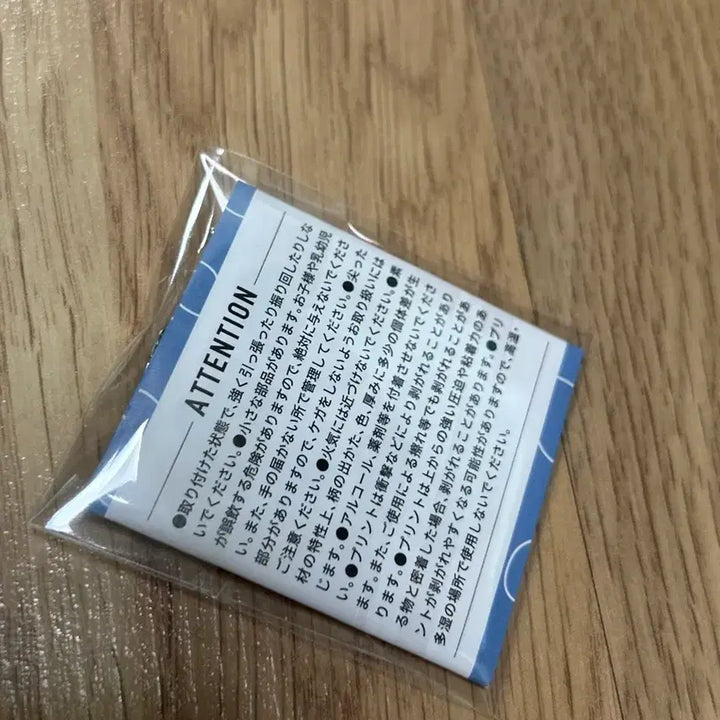 ATTENTION
●取り付けた状態で、強く引っ張ったり振り回したりしな
いでください。●小さな部品があります。お子様や乳幼児
が誤飲する危険がありますので、絶対に与えないでくださ
い。また、手の届かない所で管理してください。●尖った
部分がありますので、ケガをしないようお取り扱いには
ご注意ください。●火気には近づけないでください。●素
材の特性上、柄の出かた、色、厚みに多少の個体差が生
じます。●アルコール、薬剤等を付着させないでくださ
い。●プリントは衝撃などにより剥がれることがあり
ます。また、ご使用による擦れ等でも剥がれることがあ
ります。●プリントは上からの強い圧迫や粘着力のあ
る物と密着した場合、剥がれることがあります。●プリ
ントが剥がれやすくなる可能性がありますので、高温・
多湿の場所で使用しないでください。